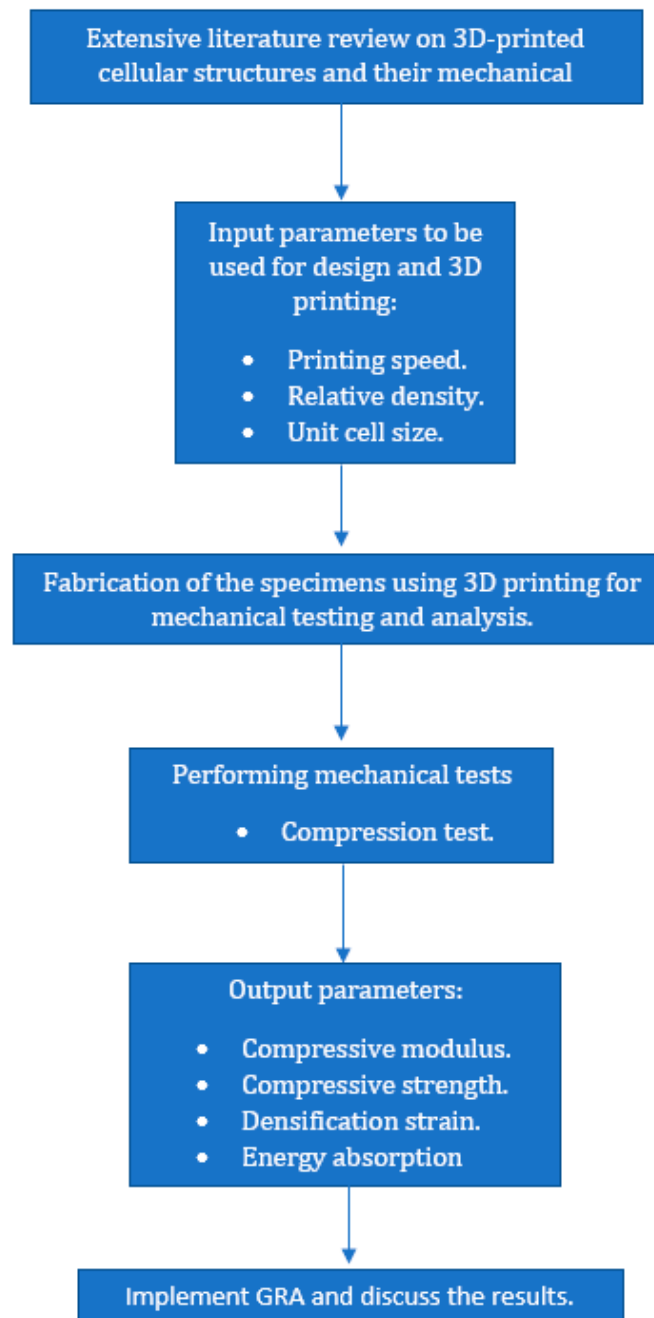 Extensive literature review on 3D-printed
cellular structures and their mechanical
Input parameters to be
used for design and 3D
printing:
• Printing speed.
• Relative density.
• Unit cell size.
Fabrication of the specimens using 3D printing for
mechanical testing and analysis.
Performing mechanical tests
• Compression test.
Output parameters:
• Compressive modulus.
• Compressive strength.
• Densification strain.
• Energy absorption
Implement GRA and discuss the results.